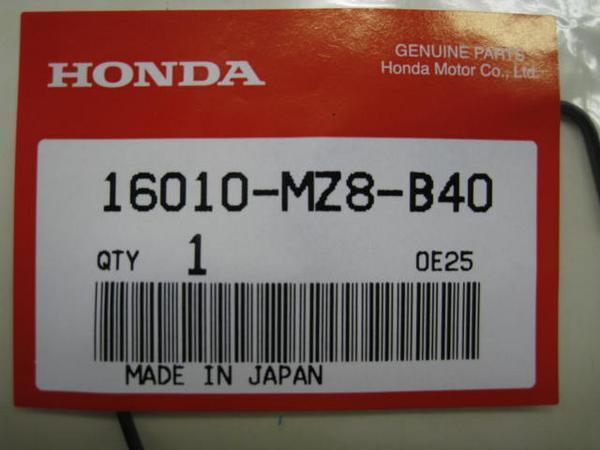 HONDA
GENUINE PARTS
Honda Motor Co., Ltd.
16010-MZ8-B40
QTY 1 0E25
MADE IN JAPAN